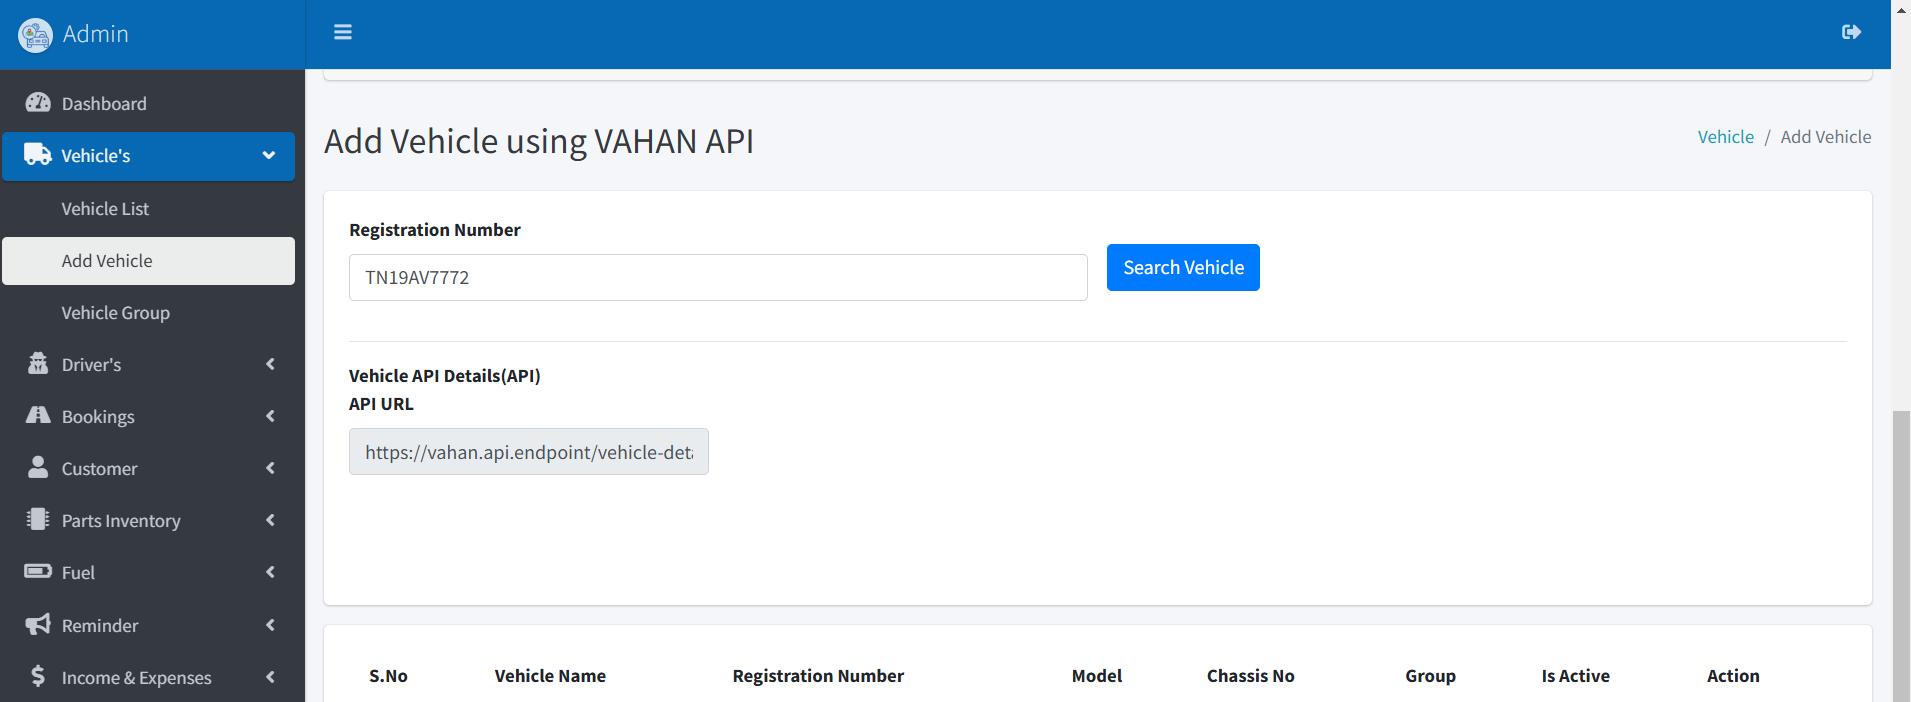 Admin
Dashboard
Vehicle's
Vehicle List
Add Vehicle
Vehicle Group
Driver's
Bookings
Customer
Parts Inventory
Fuel
Reminder
Income & Expenses
Add Vehicle using VAHAN API
Vehicle / Add Vehicle
Registration Number
TN19AV7772
Search Vehicle
Vehicle API Details(API)
API URL
https://vahan.api.endpoint/vehicle-deta
S.No Vehicle Name Registration Number Model Chassis No Group Is Active Action